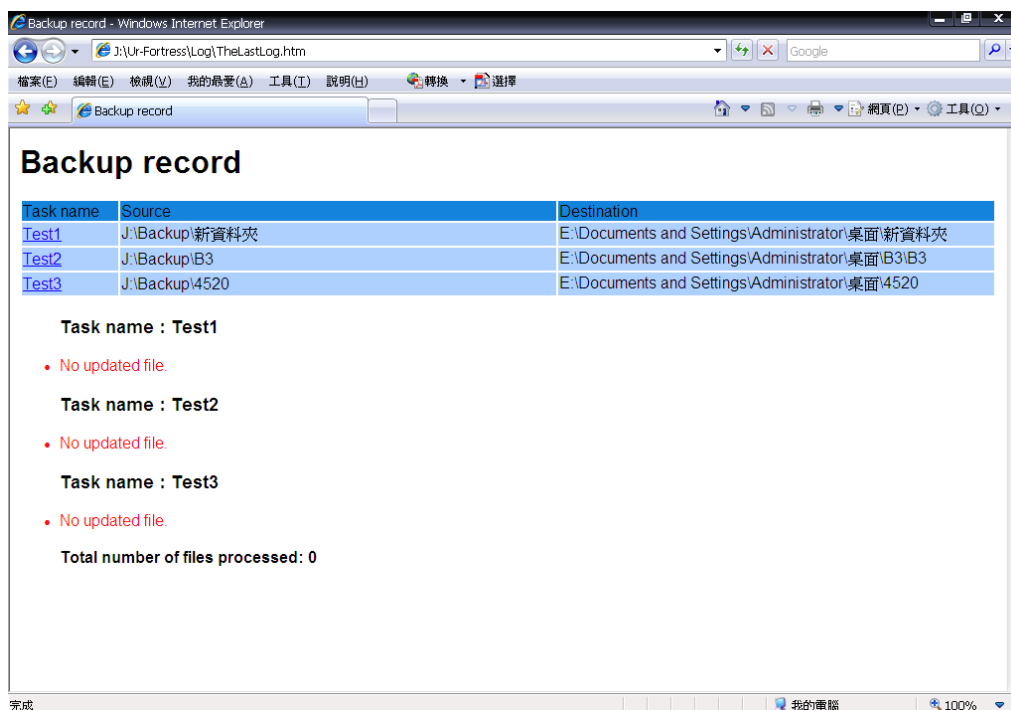 Backup record - Windows Internet Explorer
J:\Ur-Fortress\Log\TheLastLog.htm Google
檔案(F) 編輯(E) 檢視(V) 我的最愛(A) 工具(T) 說明(H) 轉換 選擇
Backup record 網頁(P) 工具(O)
Backup record
Task name Source Destination
Test1 J:\Backup\新資料夾 E:\Documents and Settings\Administrator\桌面\新資料夾
Test2 J:\Backup\B3 E:\Documents and Settings\Administrator\桌面\B3\B3
Test3 J:\Backup\4520 E:\Documents and Settings\Administrator\桌面\4520
Task name : Test1
• No updated file.
Task name : Test2
• No updated file.
Task name : Test3
• No updated file.
Total number of files processed: 0
完成 我的電腦 100%